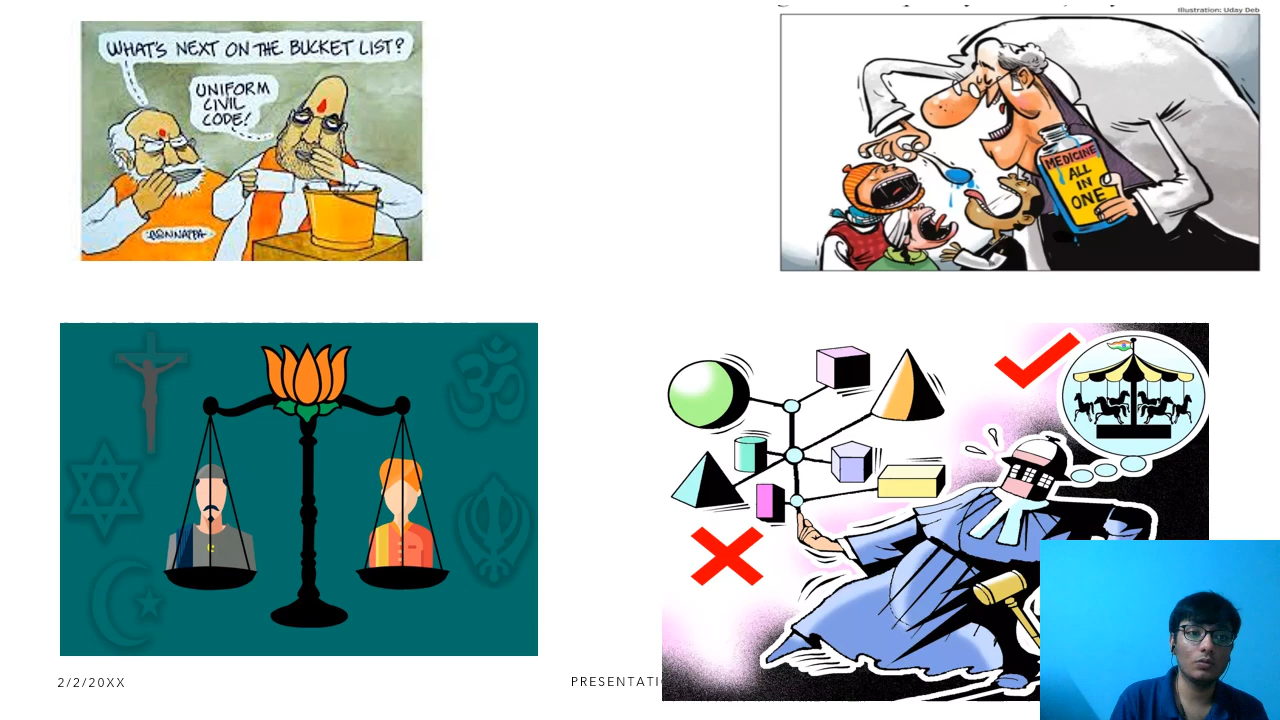 Illustration: Uday Deb
WHAT'S NEXT ON THE BUCKET LIST?
UNIFORM
CIVIL
CODE!
MEDICINE
ALL
IN
ONE
2/2/20XX
PRESENTATI